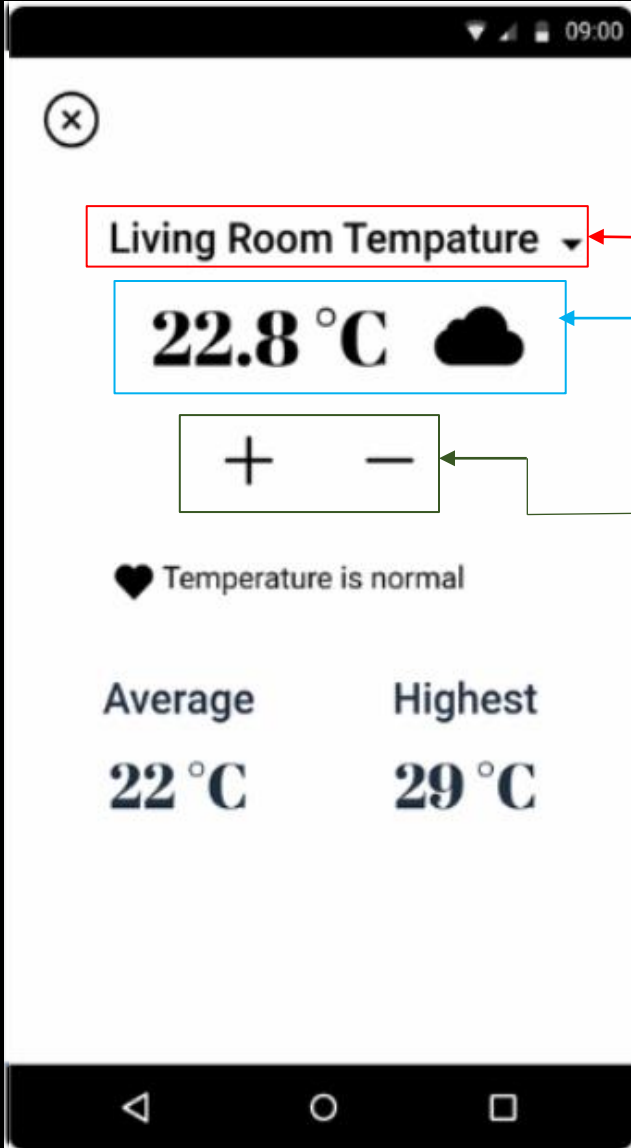 09:00
Living Room Tempature
22.8 °C
+ −
Temperature is normal
Average Highest
22 °C 29 °C